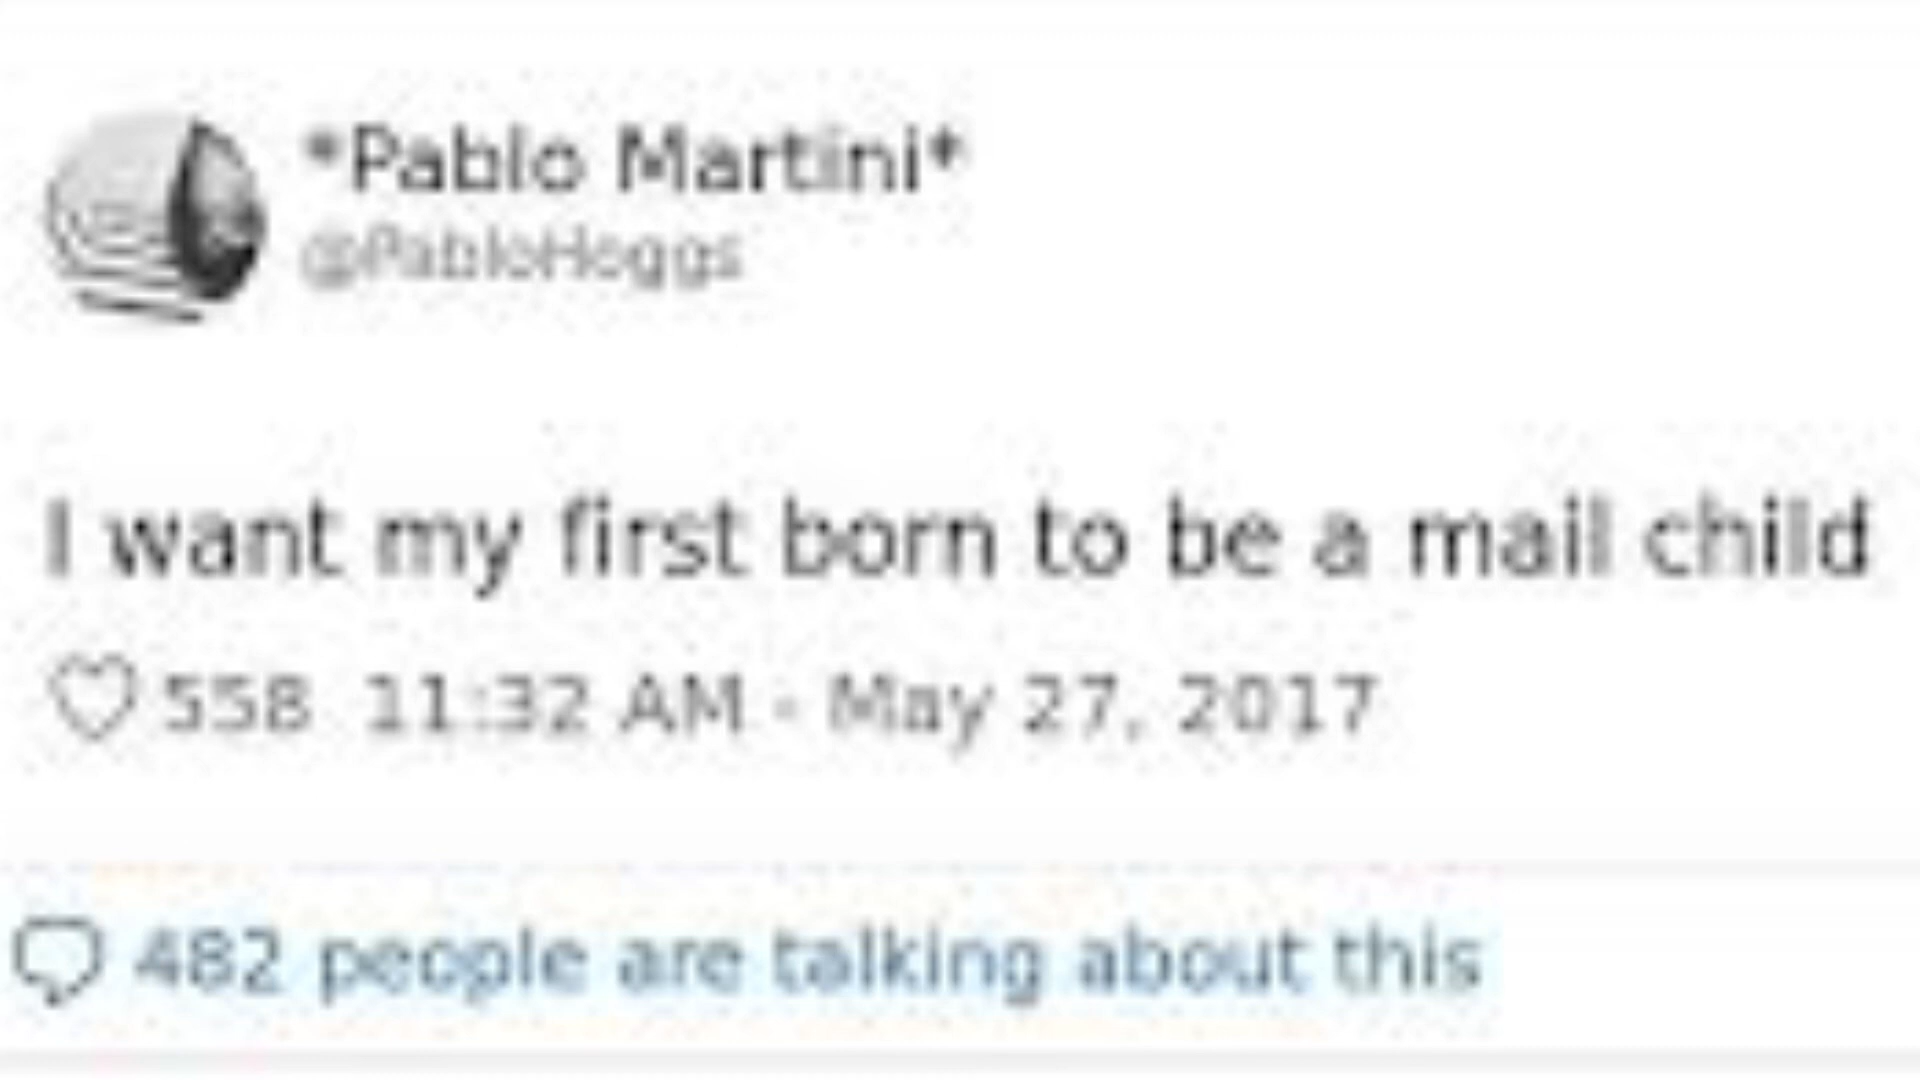 *Pablo Martini*
@PabloHoggs
I want my first born to be a mail child
558 11:32 AM - May 27, 2017
482 people are talking about this